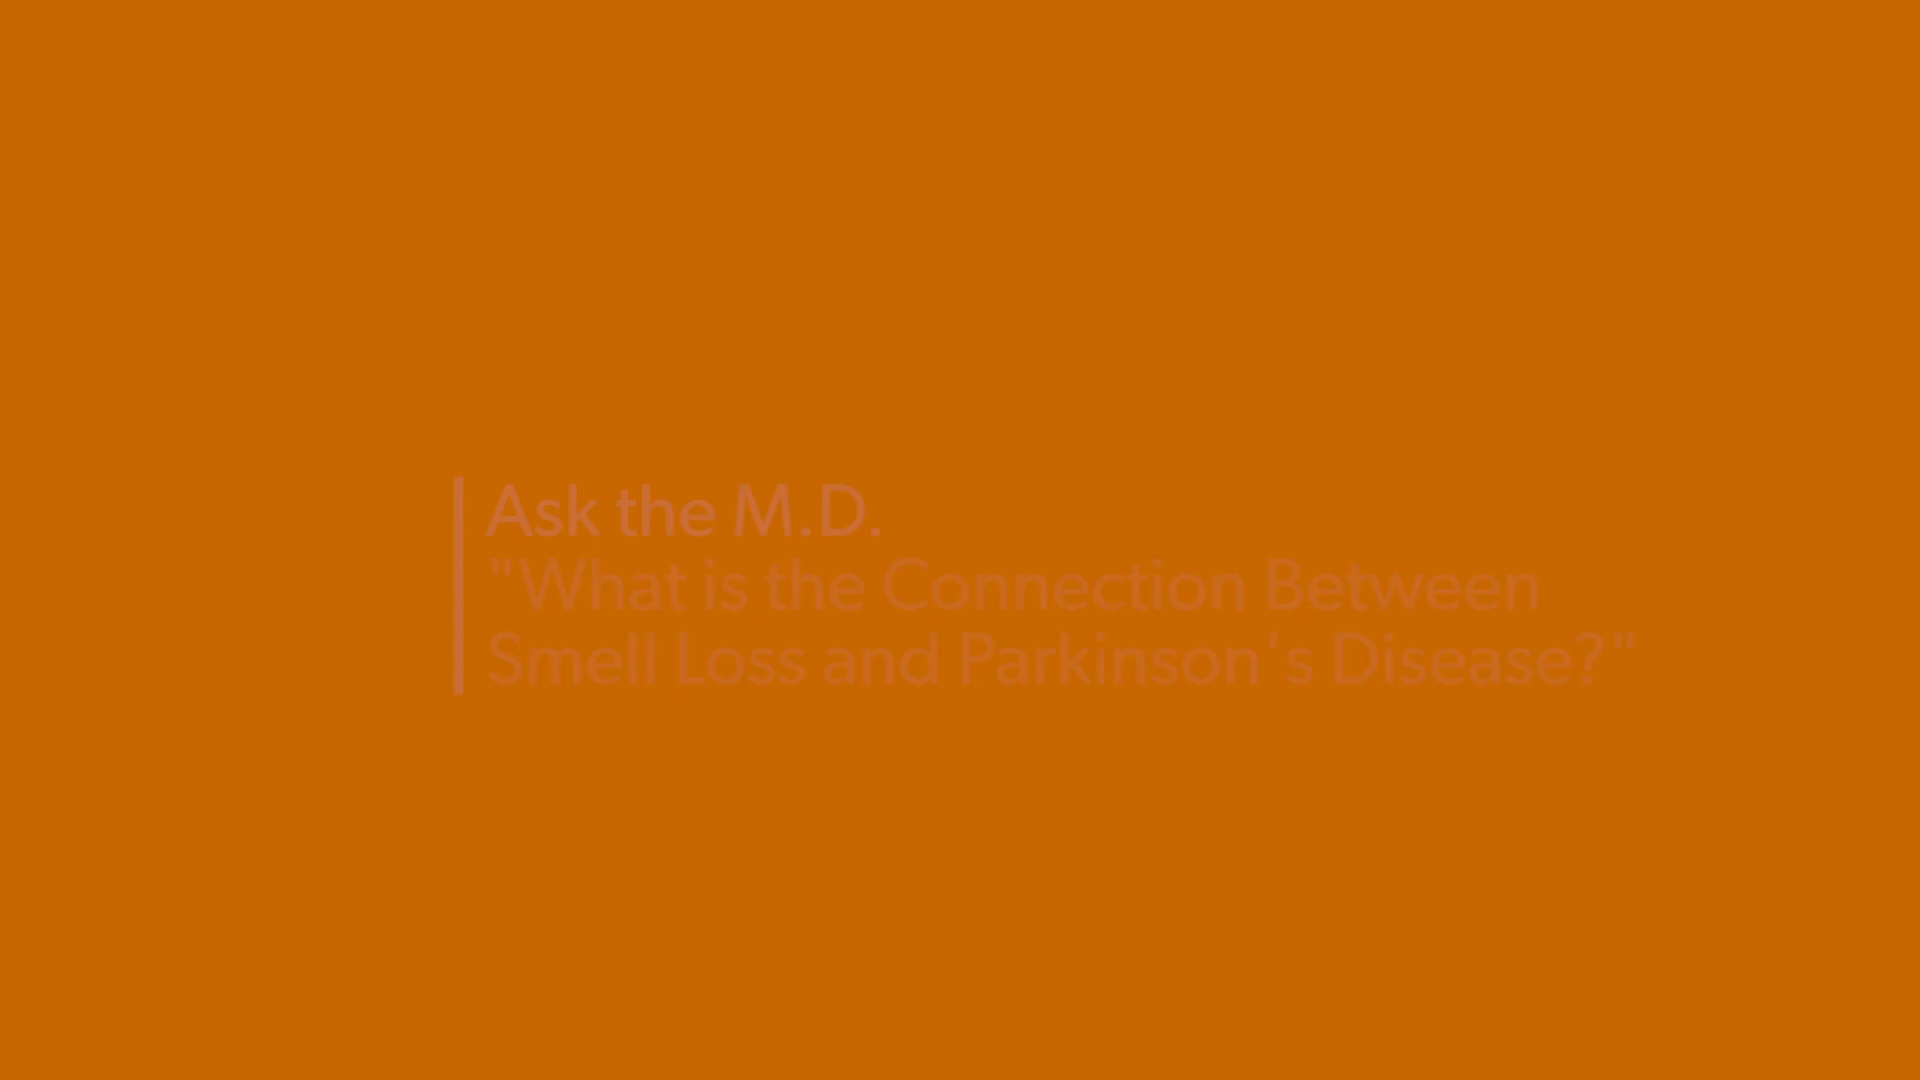 Ask the M.D.
"What is the Connection Between
Smell Loss and Parkinson's Disease?"